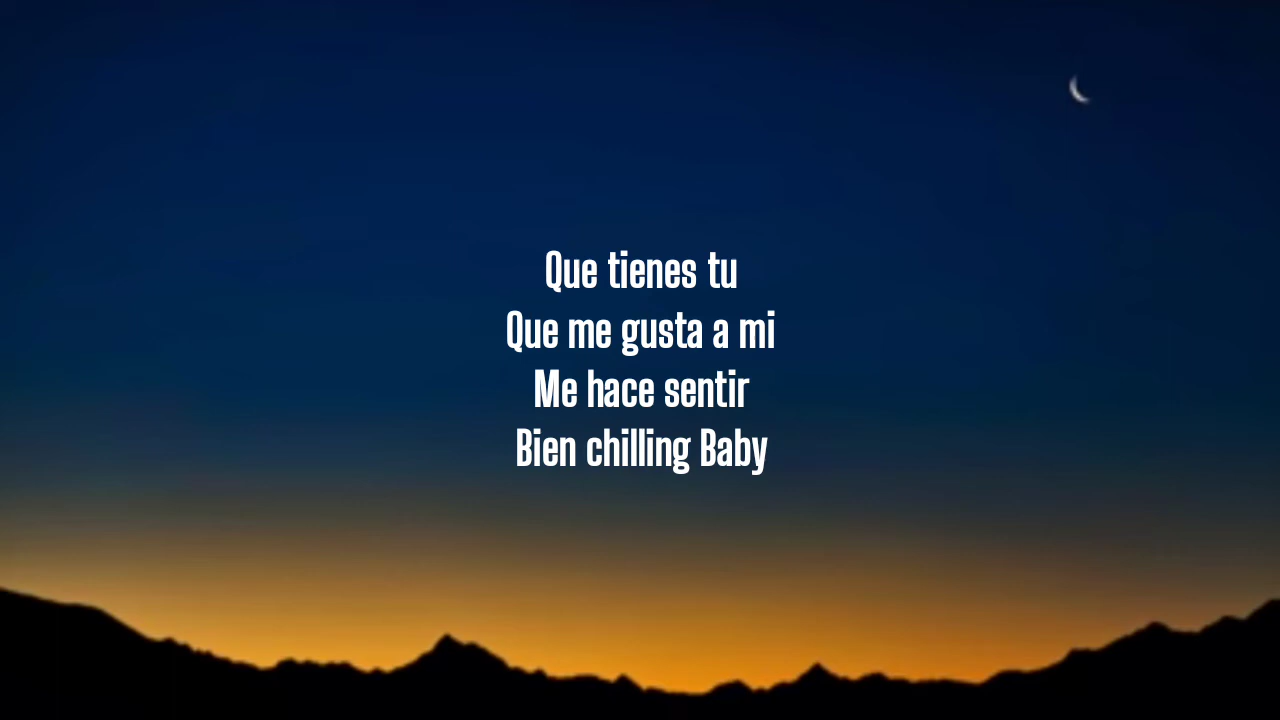 Que tienes tu
Que me gusta a mi
Me hace sentir
Bien chilling Baby